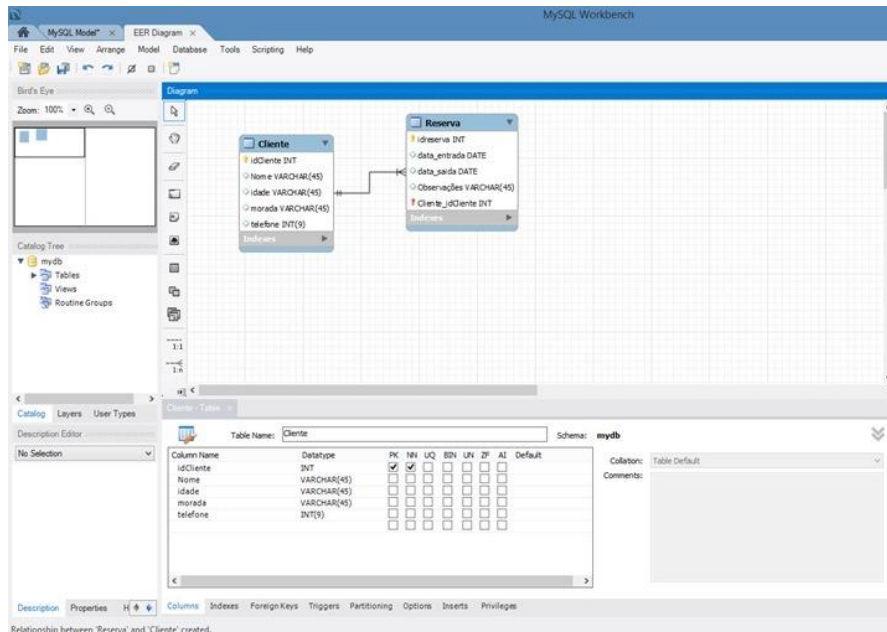 MySQL Workbench
MySQL Model* × EER Diagram ×
File Edit View Arrange Model Database Tools Scripting Help
Bird's Eye
Zoom: 100%
Diagram
Cliente
idCliente INT
Nome VARCHAR(45)
idade VARCHAR(45)
morada VARCHAR(45)
telefone INT(9)
Indexes
Reserva
idreserva INT
data_entrada DATE
data_saida DATE
Observações VARCHAR(45)
Cliente_idCliente INT
Indexes
1:1
1:n
Catalog Tree
mydb
Tables
Views
Routine Groups
Catalog Layers User Types
Description Editor
No Selection
Description Properties H
Cliente - Table ×
Table Name: Cliente Schema: mydb
Column Name Datatype PK NN UQ BIN UN ZF AI Default
idCliente INT
Nome VARCHAR(45)
idade VARCHAR(45)
morada VARCHAR(45)
telefone INT(9)
Collation: Table Default
Comments:
Columns Indexes Foreign Keys Triggers Partitioning Options Inserts Privileges
Relationship between 'Reserva' and 'Cliente' created.